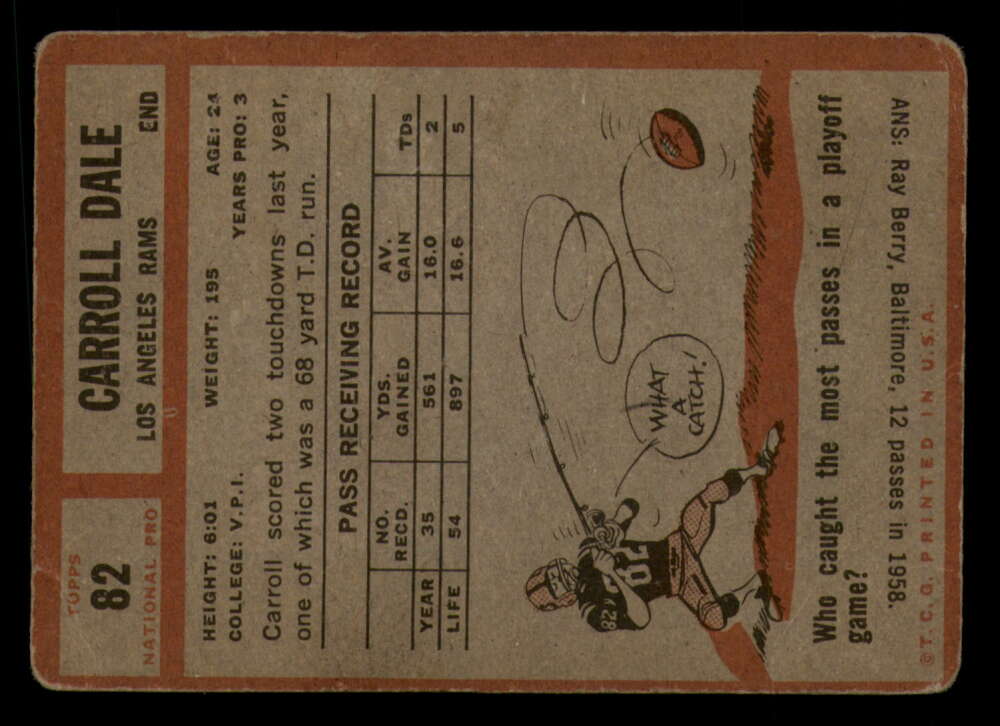 TOPPS
82
NATIONAL PRO
CARROLL DALE
LOS ANGELES RAMS END
HEIGHT: 6:01 WEIGHT: 195 AGE: 24
COLLEGE: V.P.I. YEARS PRO: 3
Carroll scored two touchdowns last year,
one of which was a 68 yard T.D. run.
PASS RECEIVING RECORD
NO. YDS. AV.
RECD. GAINED GAIN TDs
YEAR 35 561 16.0 2
LIFE 54 897 16.6 5
WHAT
A
CATCH!
82
Who caught the most passes in a playoff
game?
ANS: Ray Berry, Baltimore, 12 passes in 1958.
©T.C.G. PRINTED IN U.S.A.